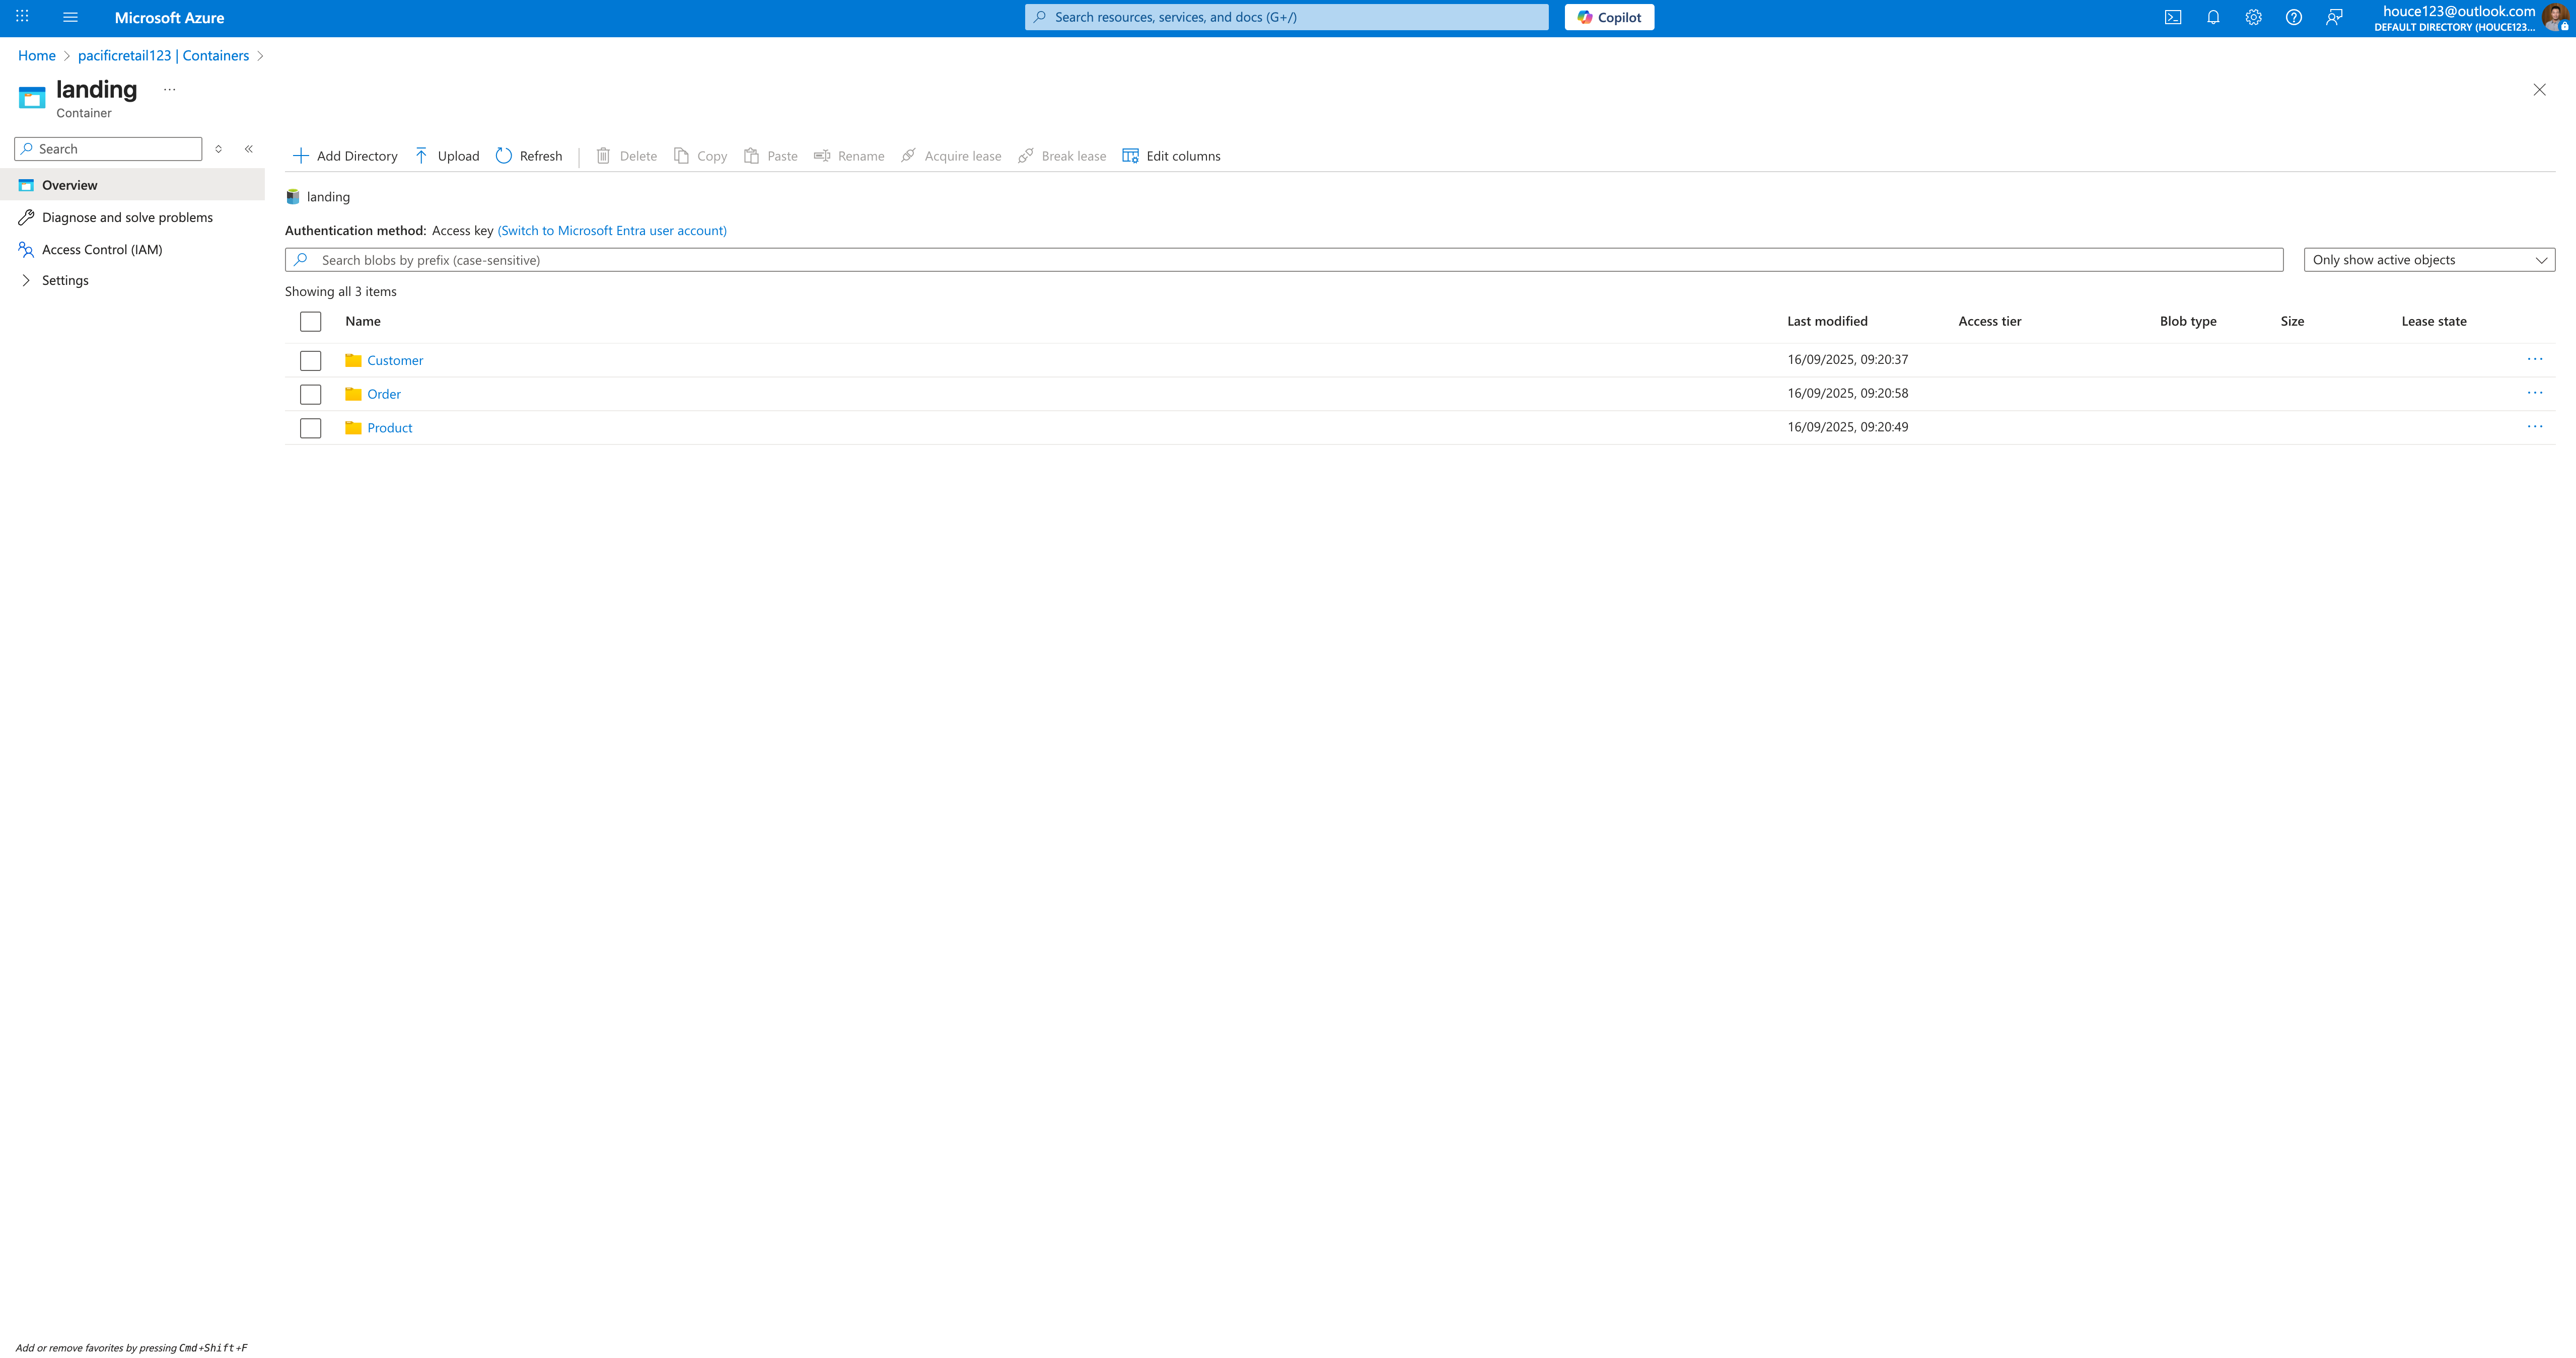 Microsoft Azure
Search resources, services, and docs (G+/)
Copilot
houce123@outlook.com
DEFAULT DIRECTORY (HOUCE123...
Home > pacificretail123 | Containers >
landing ...
Container
Search
Overview
Diagnose and solve problems
Access Control (IAM)
Settings
Add Directory Upload Refresh Delete Copy Paste Rename Acquire lease Break lease Edit columns
landing
Authentication method: Access key (Switch to Microsoft Entra user account)
Search blobs by prefix (case-sensitive)
Only show active objects
Showing all 3 items
Name Last modified Access tier Blob type Size Lease state
Customer 16/09/2025, 09:20:37 ...
Order 16/09/2025, 09:20:58 ...
Product 16/09/2025, 09:20:49 ...
Add or remove favorites by pressing Cmd+Shift+F